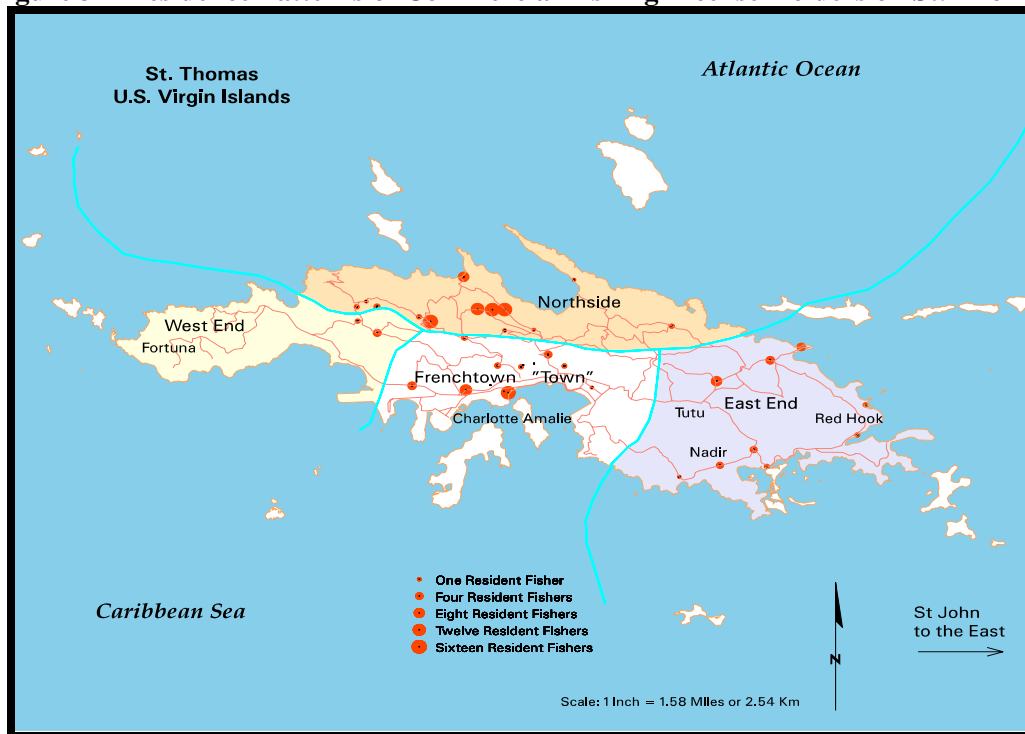 St. Thomas
U.S. Virgin Islands
Atlantic Ocean
Northside
West End
Fortuna
Frenchtown
"Town"
East End
Charlotte Amalie
Tutu
Red Hook
Nadir
One Resident Fisher
Four Resident Fishers
Eight Resident Fishers
Twelve Resident Fishers
Sixteen Resident Fishers
Caribbean Sea
St John
to the East
N
Scale: 1 Inch = 1.58 MIles or 2.54 Km